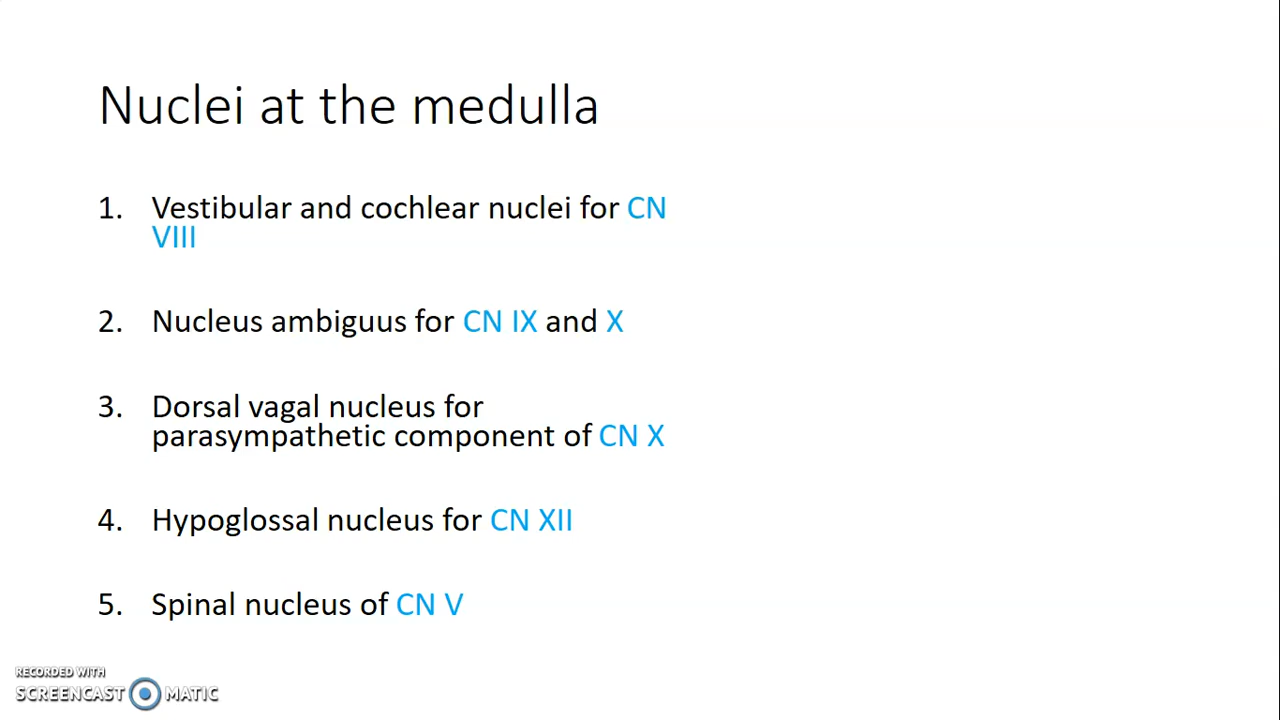 Nuclei at the medulla
1. Vestibular and cochlear nuclei for CN
VIII
2. Nucleus ambiguus for CN IX and X
3. Dorsal vagal nucleus for
parasympathetic component of CN X
4. Hypoglossal nucleus for CN XII
5. Spinal nucleus of CN V
RECORDED WITH
SCREENCAST MATIC